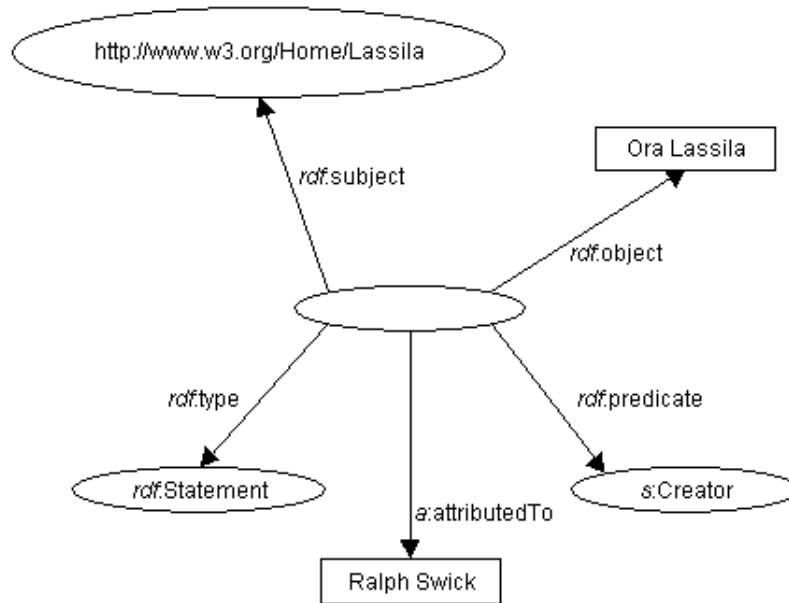 http://www.w3.org/Home/Lassila
Ora Lassila
rdf:subject
rdf:object
rdf:type
rdf:predicate
rdf:Statement
s:Creator
a:attributedTo
Ralph Swick